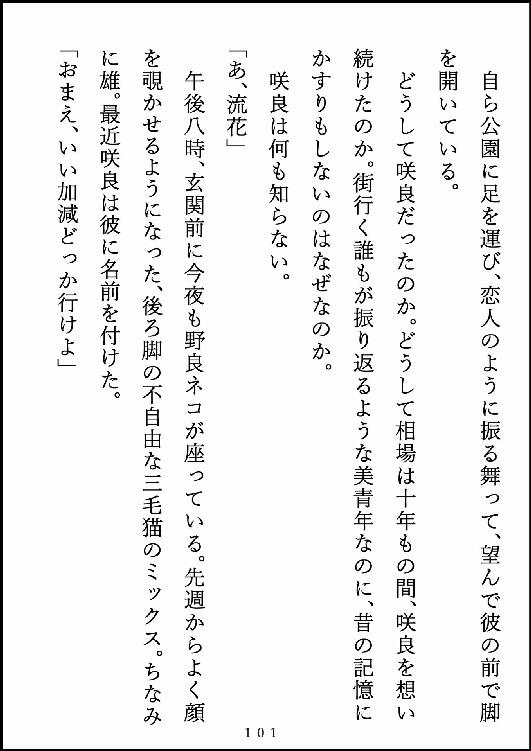 自ら公園に足を運び、恋人のように振る舞って、望んで彼の前で脚
を開いている。
どうして咲良だったのか。どうして相場は十年もの間、咲良を想い
続けたのか。街行く誰もが振り返るような美青年なのに、昔の記憶に
かすりもしないのはなぜなのか。
咲良は何も知らない。
「あ、流花」
午後八時、玄関前に今夜も野良ネコが座っている。先週からよく顔
を覗かせるようになった、後ろ脚の不自由な三毛猫のミックス。ちなみ
に雄。最近咲良は彼に名前を付けた。
「おまえ、いい加減どっか行けよ」
101